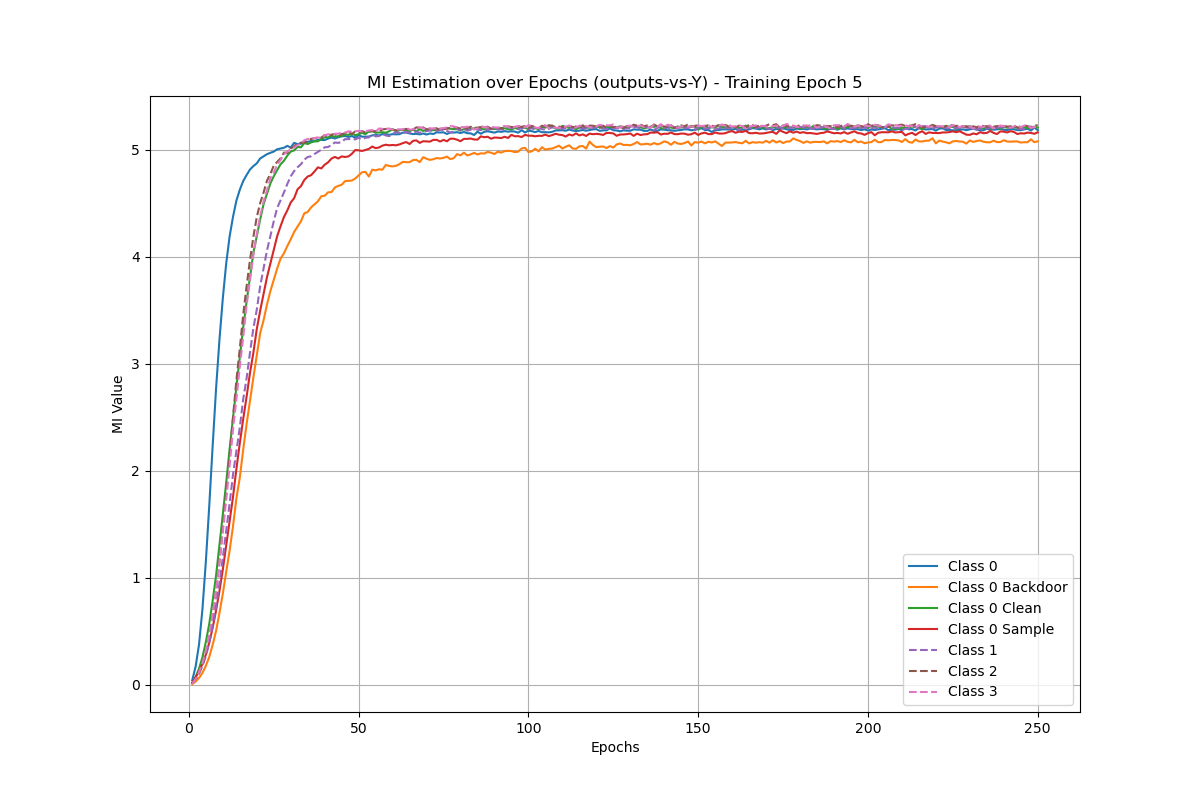 MI Estimation over Epochs (outputs-vs-Y) - Training Epoch 5
MI Value
5
4
3
2
1
0
0 50 100 150 200 250
Epochs
Class 0
Class 0 Backdoor
Class 0 Clean
Class 0 Sample
Class 1
Class 2
Class 3